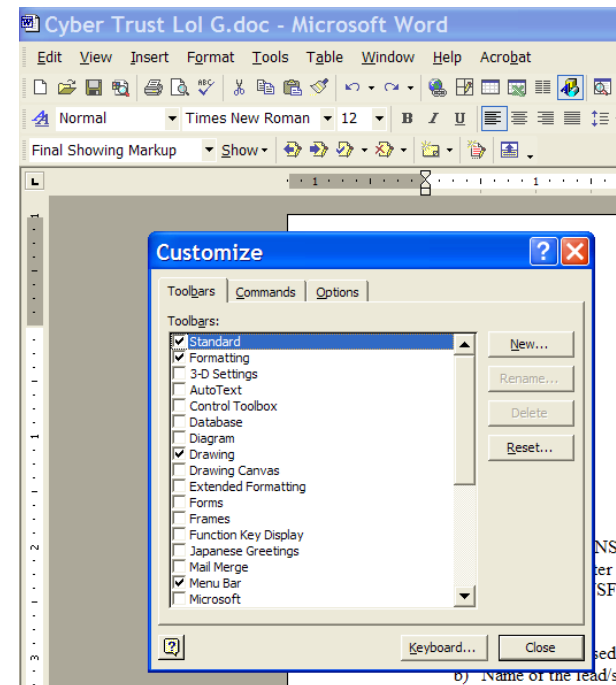 Cyber Trust Lol G.doc - Microsoft Word
Edit View Insert Format Tools Table Window Help Acrobat
Normal Times New Roman 12 B I U
Final Showing Markup Show
1 1
Customize
Toolbars Commands Options
Toolbars:
Standard
Formatting
3-D Settings
AutoText
Control Toolbox
Database
Diagram
Drawing
Drawing Canvas
Extended Formatting
Forms
Frames
Function Key Display
Japanese Greetings
Mail Merge
Menu Bar
Microsoft
New...
Rename...
Delete
Reset...
Keyboard... Close
b) Name of the lead/s